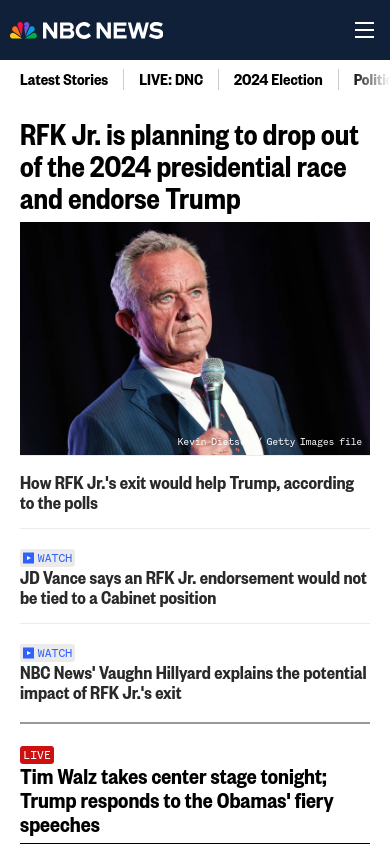 NBC NEWS
Latest Stories LIVE: DNC 2024 Election
RFK Jr. is planning to drop out
of the 2024 presidential race
and endorse Trump
Kevin / Getty Images file
How RFK Jr.'s exit would help Trump, according
to the polls
WATCH
JD Vance says an RFK Jr. endorsement would not
be tied to a Cabinet position
WATCH
NBC News' Vaughn Hillyard explains the potential
impact of RFK Jr.'s exit
LIVE
Tim Walz takes center stage tonight;
Trump responds to the Obamas' fiery
speeches